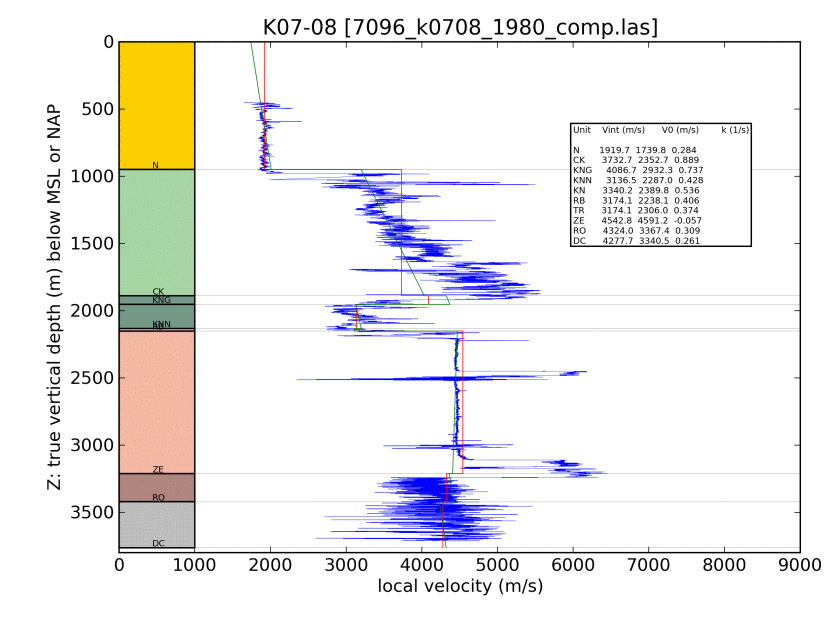 K07-08 [7096_k0708_1980_comp.las]
Z: true vertical depth (m) below MSL or NAP
0
500
1000
1500
2000
2500
3000
3500
N
CK
KNG
KNN
ZE
RO
DC
Unit Vint (m/s) V0 (m/s) k (1/s)
N 1919.7 1739.8 0.284
CK 3732.7 2352.7 0.889
KNG 4086.7 2932.3 0.737
KNN 3136.5 2287.0 0.428
KN 3340.2 2389.8 0.536
RB 3174.1 2238.1 0.406
TR 3174.1 2306.0 0.374
ZE 4542.8 4591.2 -0.057
RO 4324.0 3367.4 0.309
DC 4277.7 3340.5 0.261
0 1000 2000 3000 4000 5000 6000 7000 8000 9000
local velocity (m/s)